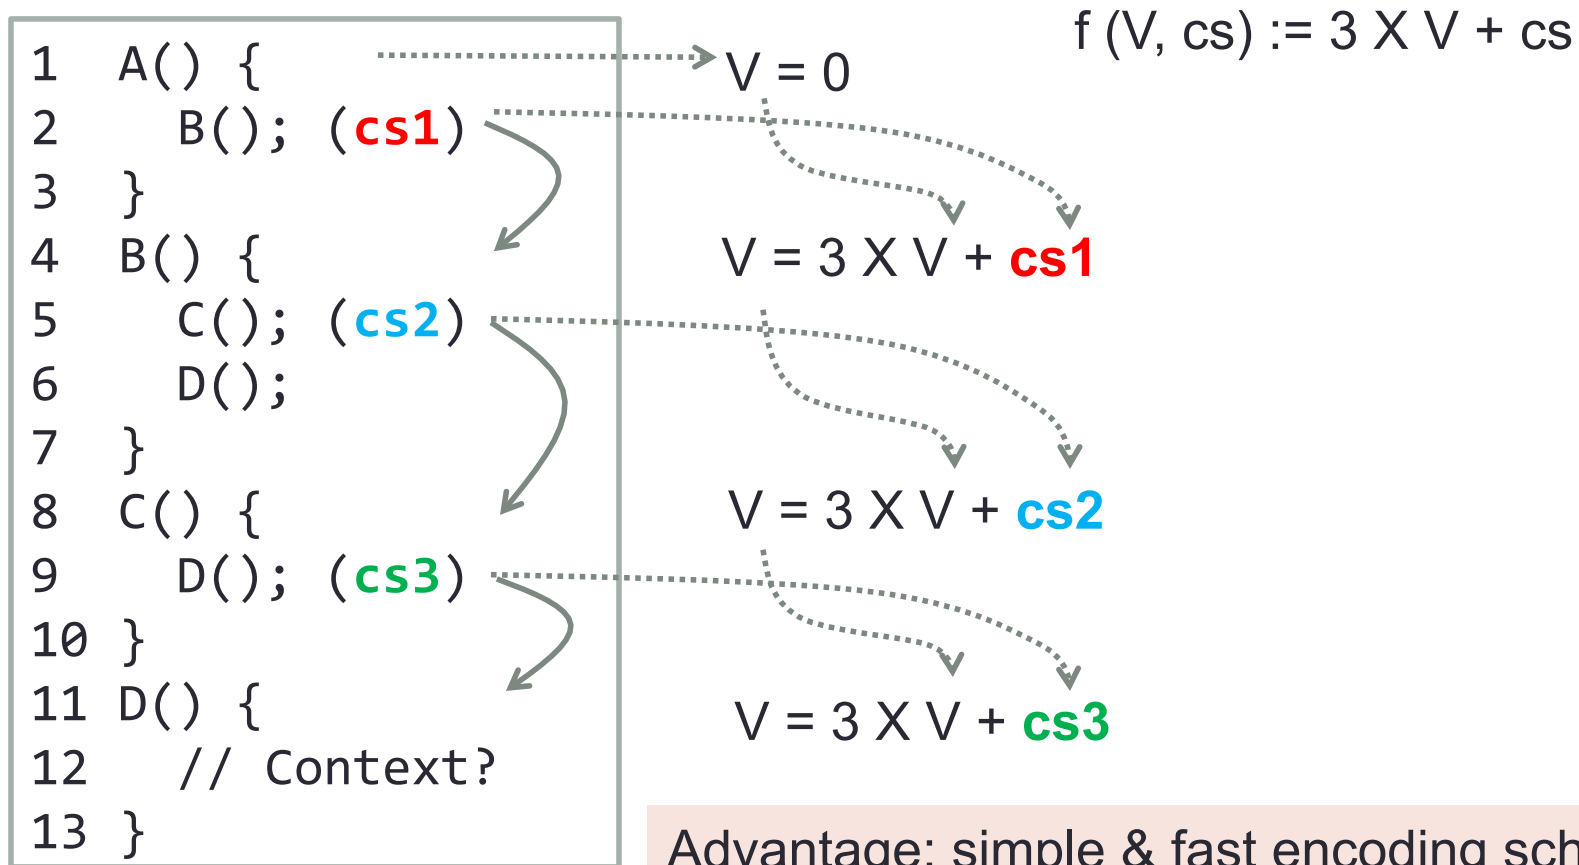 f (V, cs) := 3 X V + cs
1 A() {
2 B(); (cs1)
3 }
4 B() {
5 C(); (cs2)
6 D();
7 }
8 C() {
9 D(); (cs3)
10 }
11 D() {
12 // Context?
13 }
V = 0
V = 3 X V + cs1
V = 3 X V + cs2
V = 3 X V + cs3
Advantage: simple & fast encoding sch